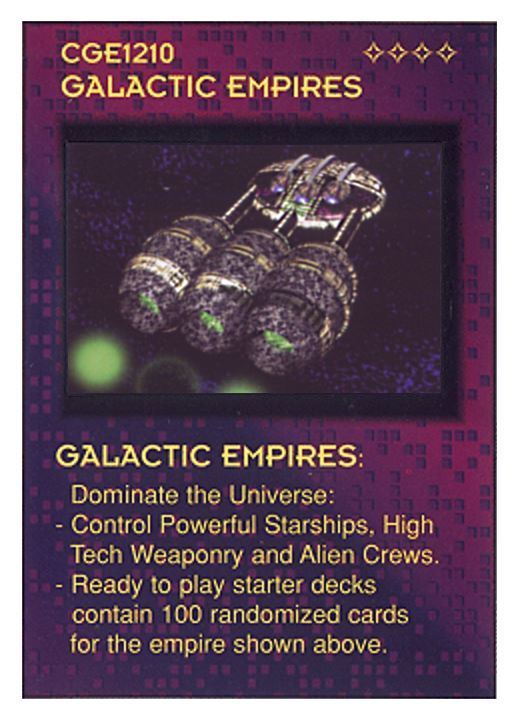 CGE1210
GALACTIC EMPIRES
GALACTIC EMPIRES:
Dominate the Universe:
- Control Powerful Starships, High
Tech Weaponry and Alien Crews.
- Ready to play starter decks
contain 100 randomized cards
for the empire shown above.